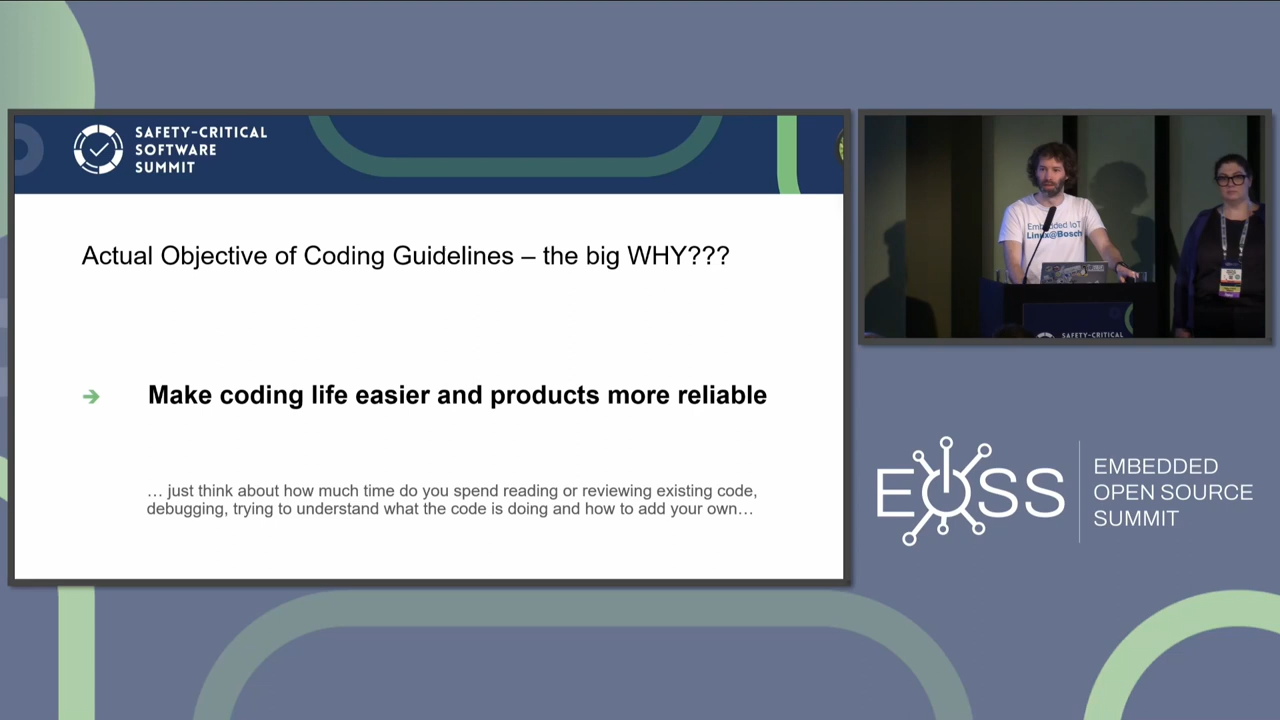 SAFETY-CRITICAL
SOFTWARE
SUMMIT
Actual Objective of Coding Guidelines – the big WHY???
➔ Make coding life easier and products more reliable
… just think about how much time do you spend reading or reviewing existing code,
debugging, trying to understand what the code is doing and how to add your own…
Embedded IoT
Linux@Bosch
SAFETY-CRITICAL
EOSS
EMBEDDED
OPEN SOURCE
SUMMIT